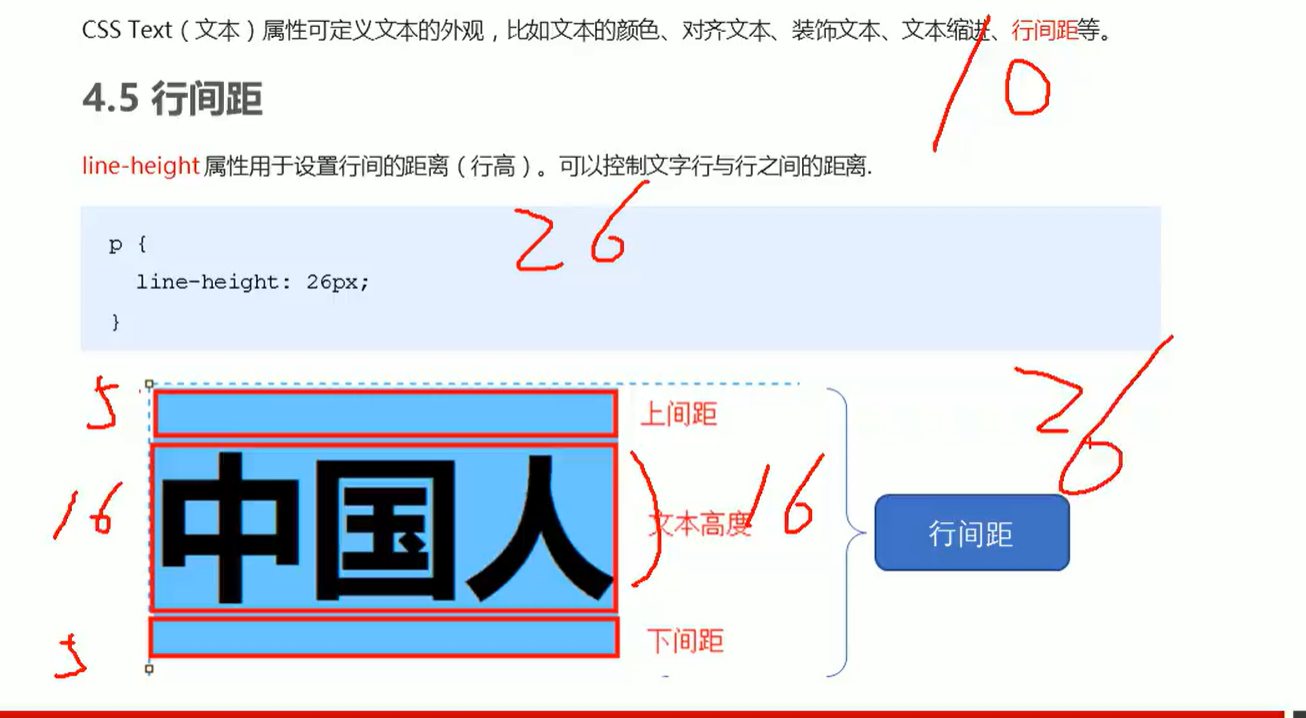 CSS Text（文本）属性可定义文本的外观，比如文本的颜色、对齐文本、装饰文本、文本缩进、行间距等。
10
4.5 行间距
line-height 属性用于设置行间的距离（行高）。可以控制文字行与行之间的距离.
26
p {
line-height: 26px;
}
5
上间距
26
16
中国人
文本高度
16
行间距
5
下间距